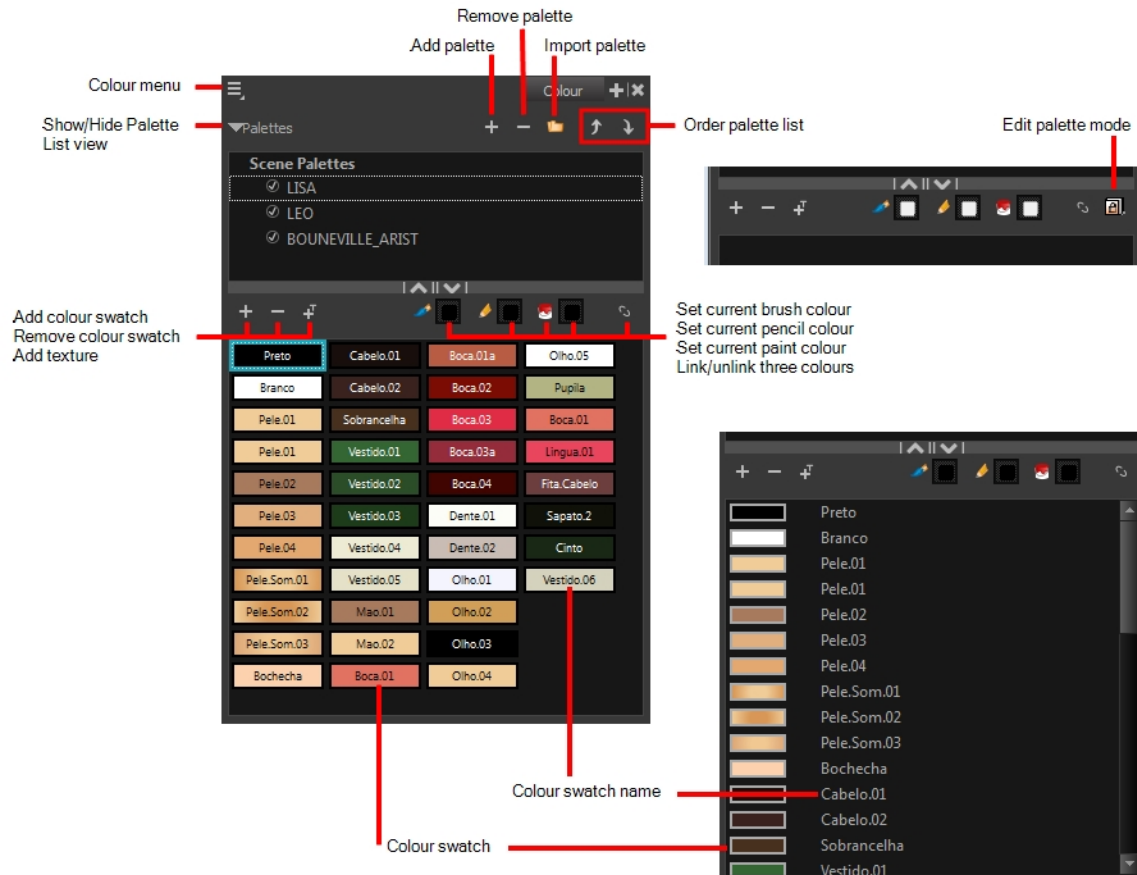 Remove palette
Add palette
Import palette
Colour menu
Colour
Show/Hide Palette
List view
Palettes
Order palette list
Edit palette mode
Scene Palettes
LISA
LEO
BOUNEVILLE_ARIST
Add colour swatch
Remove colour swatch
Add texture
Set current brush colour
Set current pencil colour
Set current paint colour
Link/unlink three colours
Preto Cabelo.01 Boca.01a Olho.05
Branco Cabelo.02 Boca.02 Pupila
Pele.01 Sobrancelha Boca.03 Boca.01
Pele.01 Vestido.01 Boca.03a Lingua.01
Pele.02 Vestido.02 Boca.04 Fita.Cabelo
Pele.03 Vestido.03 Dente.01 Sapato.2
Pele.04 Vestido.04 Dente.02 Cinto
Pele.Som.01 Vestido.05 Olho.01 Vestido.06
Pele.Som.02 Mao.01 Olho.02
Pele.Som.03 Mao.02 Olho.03
Bochecha Boca.01 Olho.04
Preto
Branco
Pele.01
Pele.01
Pele.02
Pele.03
Pele.04
Pele.Som.01
Pele.Som.02
Pele.Som.03
Bochecha
Cabelo.01
Cabelo.02
Sobrancelha
Vestido.01
Colour swatch name
Colour swatch